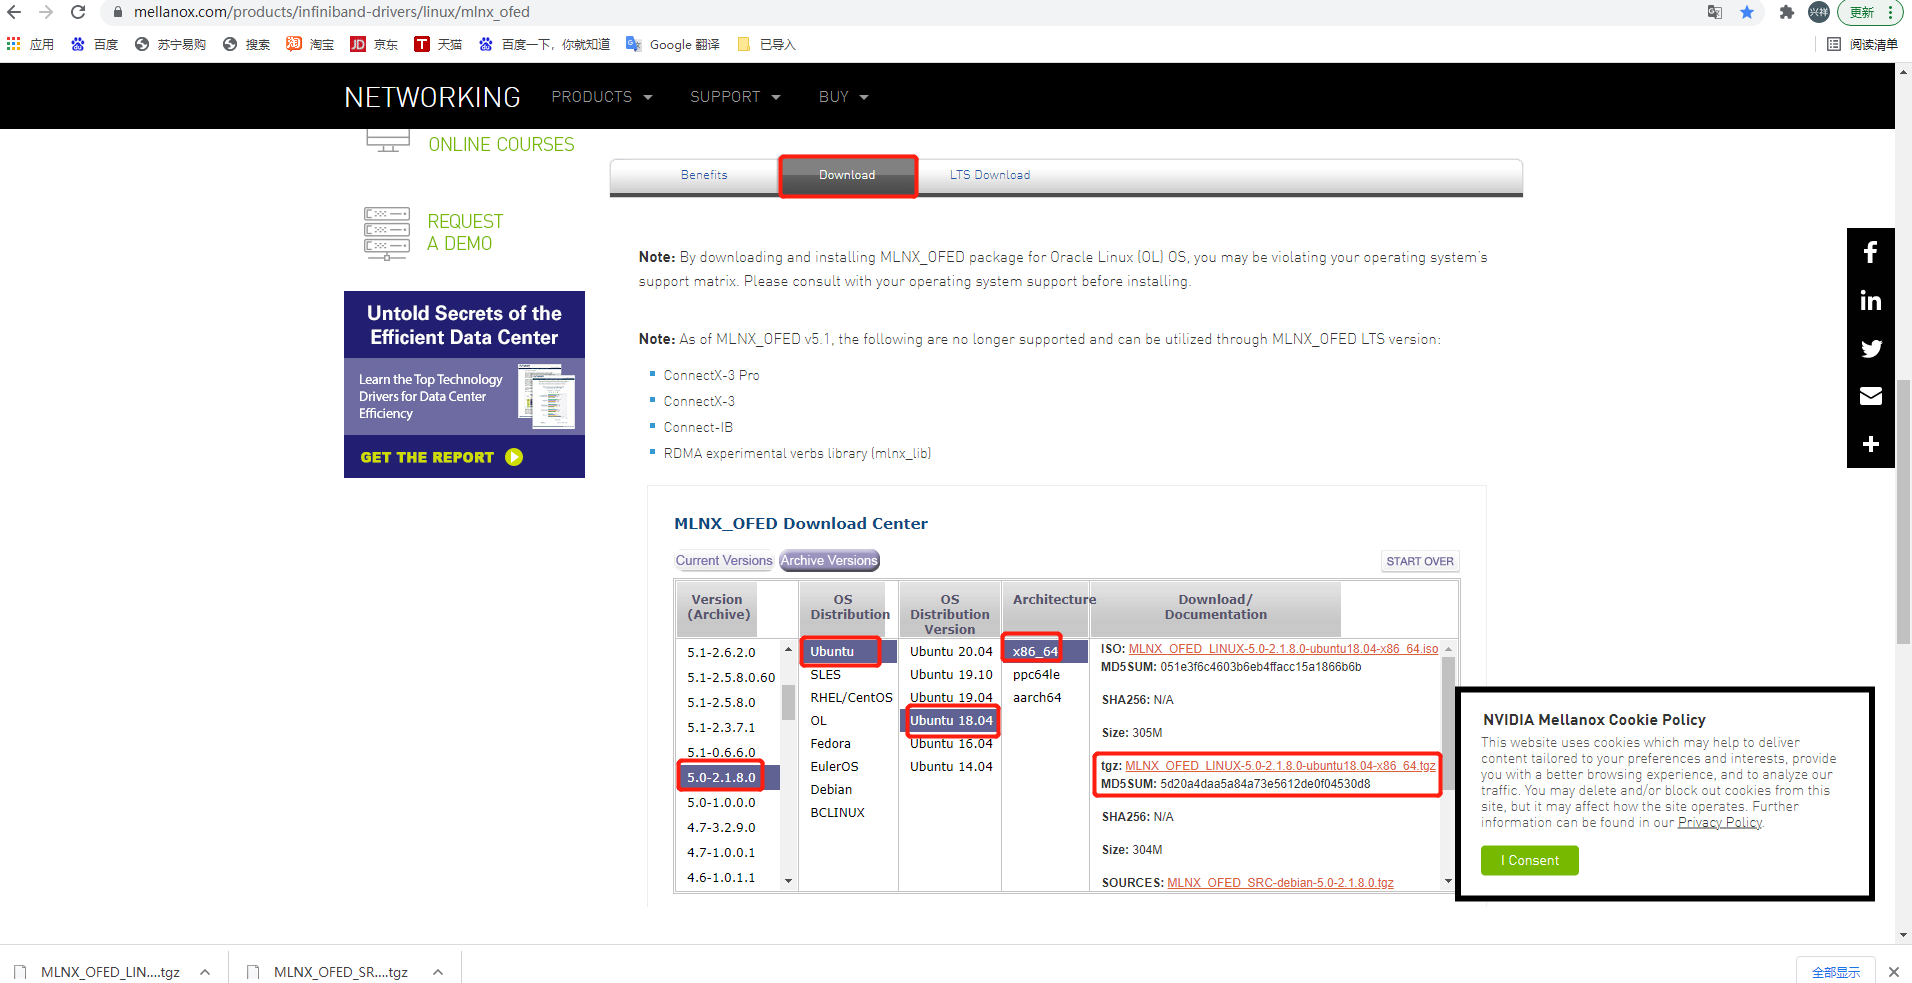 mellanox.com/products/infiniband-drivers/linux/mlnx_ofed
兴祥
更新
应用
百度
苏宁易购
搜索
淘宝
京东
天猫
百度一下，你就知道
Google 翻译
已导入
阅读清单
NETWORKING
PRODUCTS
SUPPORT
BUY
ONLINE COURSES
REQUEST
A DEMO
Untold Secrets of the
Efficient Data Center
Learn the Top Technology
Drivers for Data Center
Efficiency
GET THE REPORT
Benefits
Download
LTS Download
Note: By downloading and installing MLNX_OFED package for Oracle Linux (OL) OS, you may be violating your operating system's
support matrix. Please consult with your operating system support before installing.
Note: As of MLNX_OFED v5.1, the following are no longer supported and can be utilized through MLNX_OFED LTS version:
ConnectX-3 Pro
ConnectX-3
Connect-IB
RDMA experimental verbs library (mlnx_lib)
MLNX_OFED Download Center
Current Versions
Archive Versions
START OVER
Version
(Archive)
OS
Distribution
OS
Distribution
Version
Architecture
Download/
Documentation
5.1-2.6.2.0
5.1-2.5.8.0.60
5.1-2.5.8.0
5.1-2.3.7.1
5.1-0.6.6.0
5.0-2.1.8.0
5.0-1.0.0.0
4.7-3.2.9.0
4.7-1.0.0.1
4.6-1.0.1.1
Ubuntu
SLES
RHEL/CentOS
OL
Fedora
EulerOS
Debian
BCLINUX
Ubuntu 20.04
Ubuntu 19.10
Ubuntu 19.04
Ubuntu 18.04
Ubuntu 16.04
Ubuntu 14.04
x86_64
ppc64le
aarch64
ISO: MLNX_OFED_LINUX-5.0-2.1.8.0-ubuntu18.04-x86_64.iso
MD5SUM: 051e3f6c4603b6eb4ffacc15a1866b6b
SHA256: N/A
Size: 305M
tgz: MLNX_OFED_LINUX-5.0-2.1.8.0-ubuntu18.04-x86_64.tgz
MD5SUM: 5d20a4daa5a84a73e5612de0f04530d8
SHA256: N/A
Size: 304M
SOURCES: MLNX_OFED_SRC-debian-5.0-2.1.8.0.tgz
NVIDIA Mellanox Cookie Policy
This website uses cookies which may help to deliver
content tailored to your preferences and interests, provide
you with a better browsing experience, and to analyze our
traffic. You may delete and/or block out cookies from this
site, but it may affect how the site operates. Further
information can be found in our Privacy Policy.
I Consent
MLNX_OFED_LIN....tgz
MLNX_OFED_SR....tgz
全部显示